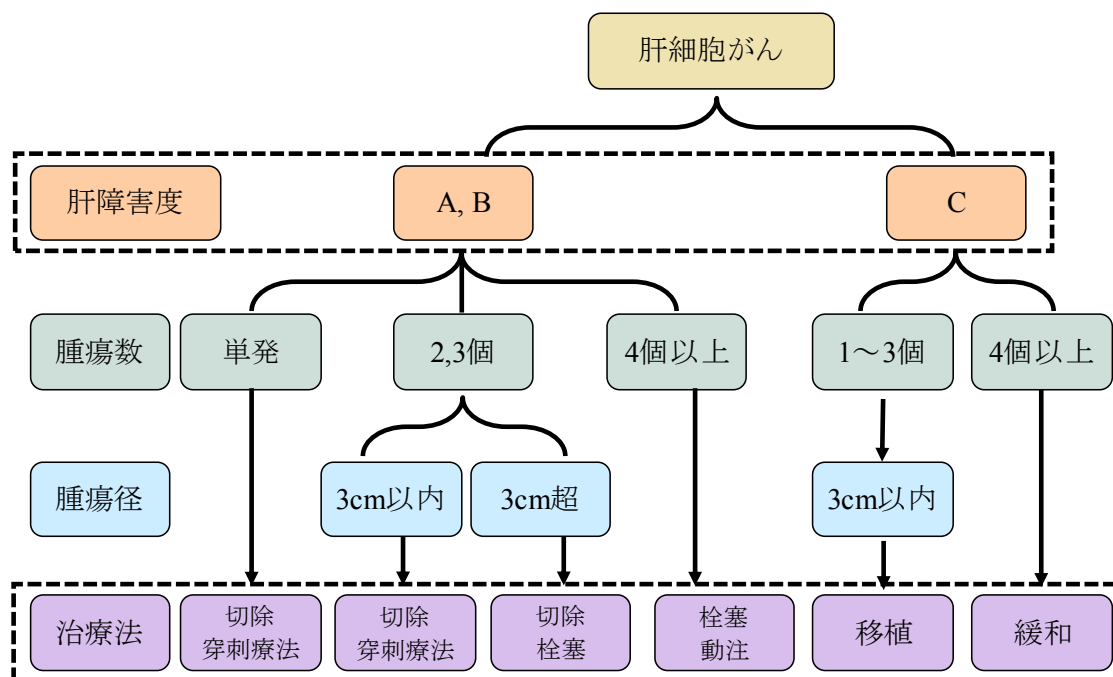 肝細胞がん
肝障害度
A, B
C
腫瘍数
単発
2,3個
4個以上
1～3個
4個以上
腫瘍径
3cm以内
3cm超
3cm以内
治療法
切除
穿刺療法
切除
穿刺療法
切除
栓塞
栓塞
動注
移植
緩和